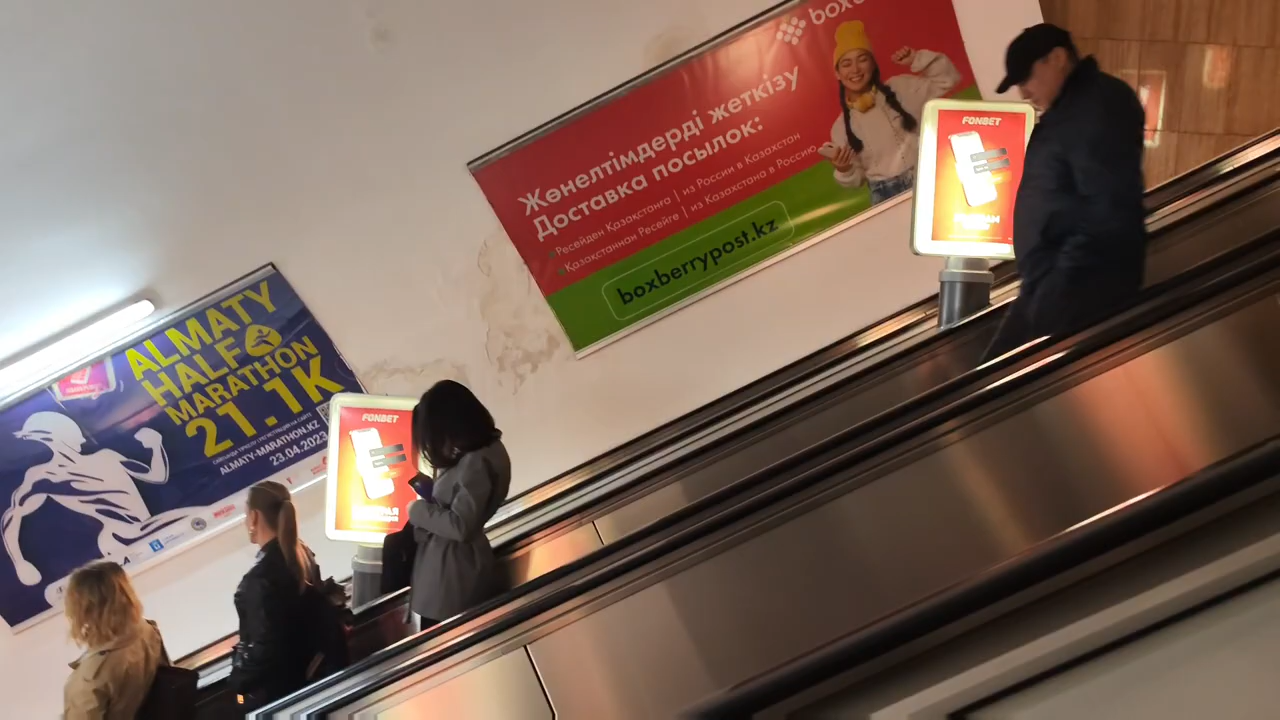 boxb
Жөнелтімдерді жеткізу
Доставка посылок:
Ресейден Қазақстанға | из России в Казахстан
Қазақстаннан Ресейге | из Казахстана в Россию
boxberrypost.kz
FONBET
ALMATY
HALF
MARATHON
21.1K
ALMATY-MARATHON.KZ
23.04.2023
FONBET